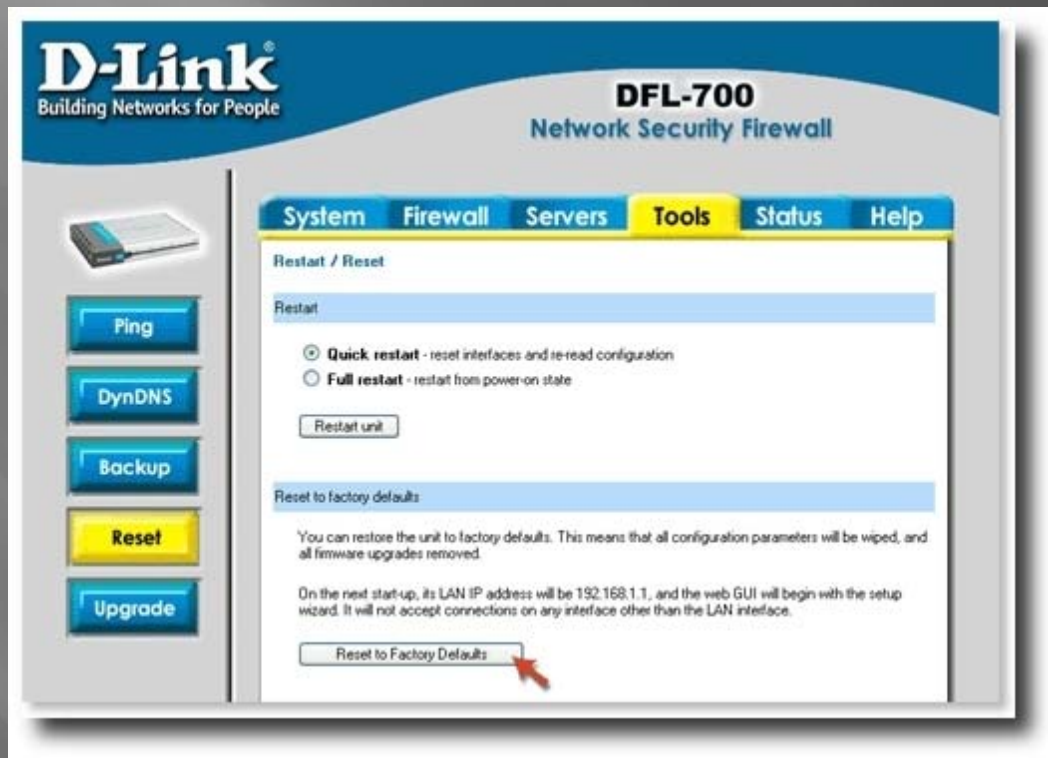 D-Link®
Building Networks for People
DFL-700
Network Security Firewall
System Firewall Servers Tools Status Help
Restart / Reset
Restart
Ping
Quick restart - reset interfaces and re-read configuration
Full restart - restart from power-on state
DynDNS
Restart unit
Backup
Reset to factory defaults
Reset
You can restore the unit to factory defaults. This means that all configuration parameters will be wiped, and
all firmware upgrades removed.
Upgrade
On the next start-up, its LAN IP address will be 192.168.1.1, and the web GUI will begin with the setup
wizard. It will not accept connections on any interface other than the LAN interface.
Reset to Factory Defaults